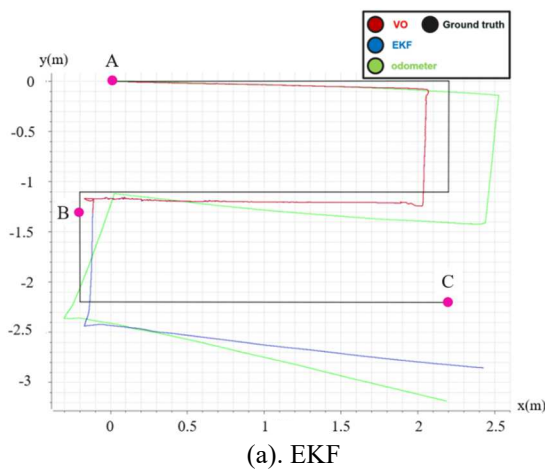 VO Ground truth
EKF
odometer
y(m)
A
0
-0.5
-1
B
-1.5
-2
C
-2.5
-3
x(m)
0 0.5 1 1.5 2 2.5
(a). EKF